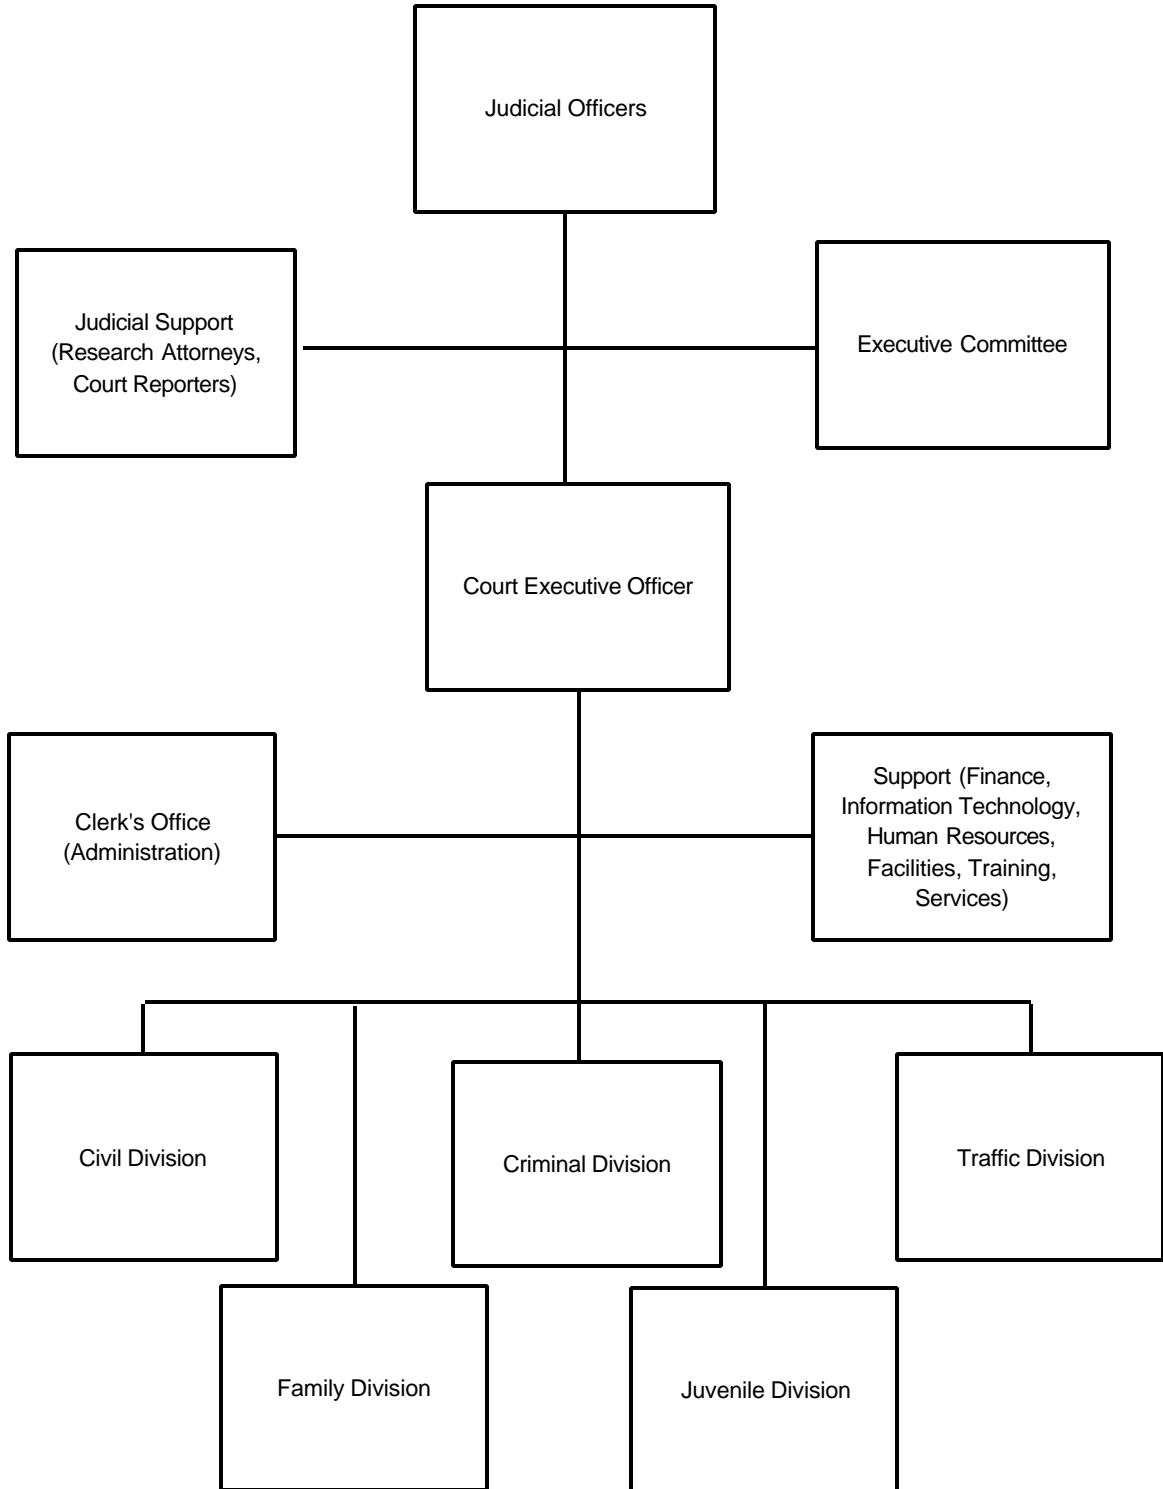 Judicial Officers
Judicial Support
(Research Attorneys,
Court Reporters)
Executive Committee
Court Executive Officer
Clerk's Office
(Administration)
Support (Finance,
Information Technology,
Human Resources,
Facilities, Training,
Services)
Civil Division
Criminal Division
Traffic Division
Family Division
Juvenile Division